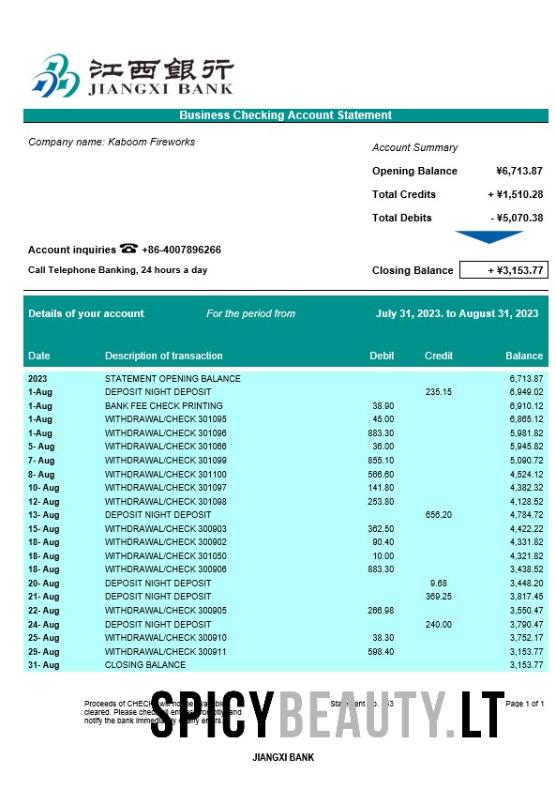 江西銀行
JIANGXI BANK
Business Checking Account Statement
Company name: Kaboom Fireworks
Account Summary
Opening Balance ¥6,713.87
Total Credits + ¥1,510.28
Total Debits - ¥5,070.38
Account inquiries ☎ +86-4007896266
Call Telephone Banking, 24 hours a day
Closing Balance + ¥3,153.77
Details of your account For the period from July 31, 2023. to August 31, 2023
Date Description of transaction Debit Credit Balance
2023 STATEMENT OPENING BALANCE 6,713.87
1-Aug DEPOSIT NIGHT DEPOSIT 235.15 6,949.02
1-Aug BANK FEE CHECK PRINTING 38.90 6,910.12
1-Aug WITHDRAWAL/CHECK 301095 45.00 6,865.12
1-Aug WITHDRAWAL/CHECK 301096 883.30 5,981.82
5- Aug WITHDRAWAL/CHECK 301066 36.00 5,945.82
7- Aug WITHDRAWAL/CHECK 301099 855.10 5,090.72
8- Aug WITHDRAWAL/CHECK 301100 566.60 4,524.12
10- Aug WITHDRAWAL/CHECK 301097 141.80 4,382.32
12- Aug WITHDRAWAL/CHECK 301098 253.80 4,128.52
13- Aug DEPOSIT NIGHT DEPOSIT 656.20 4,784.72
15- Aug WITHDRAWAL/CHECK 300903 362.50 4,422.22
18- Aug WITHDRAWAL/CHECK 300902 90.40 4,331.82
18- Aug WITHDRAWAL/CHECK 301050 10.00 4,321.82
18- Aug WITHDRAWAL/CHECK 300906 883.30 3,438.52
20- Aug DEPOSIT NIGHT DEPOSIT 9.68 3,448.20
21- Aug DEPOSIT NIGHT DEPOSIT 369.25 3,817.45
22- Aug WITHDRAWAL/CHECK 300905 266.98 3,550.47
24- Aug DEPOSIT NIGHT DEPOSIT 240.00 3,790.47
25- Aug WITHDRAWAL/CHECK 300910 38.30 3,752.17
29- Aug WITHDRAWAL/CHECK 300911 598.40 3,153.77
31- Aug CLOSING BALANCE 3,153.77
Proceeds of Page 1 of 1
cleared. Please
notify the bank
SPICYBEAUTY.LT
JIANGXI BANK